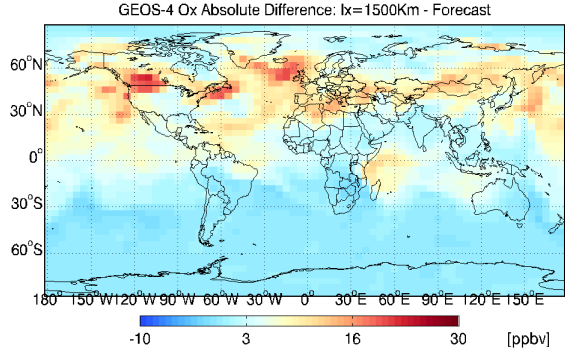 GEOS-4 Ox Absolute Difference: lx=1500Km - Forecast
60°N
30°N
0°
30°S
60°S
180° 150°W 120°W 90°W 60°W 30°W 0° 30°E 60°E 90°E 120°E 150°E
-10 3 16 30 [ppbv]